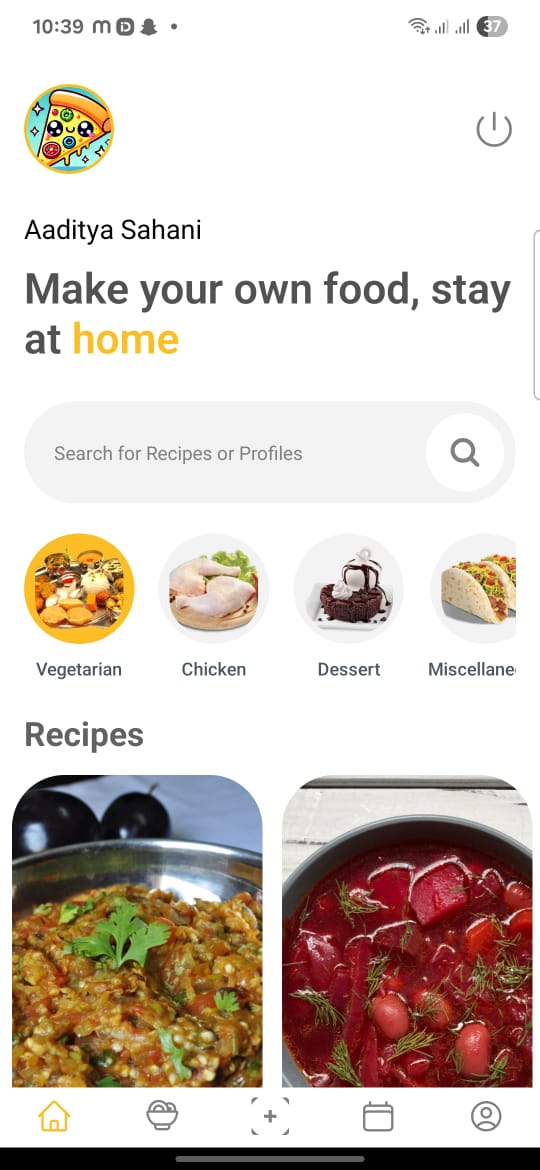 10:39
37
Aaditya Sahani
Make your own food, stay
at home
Search for Recipes or Profiles
Vegetarian
Chicken
Dessert
Miscellane
Recipes